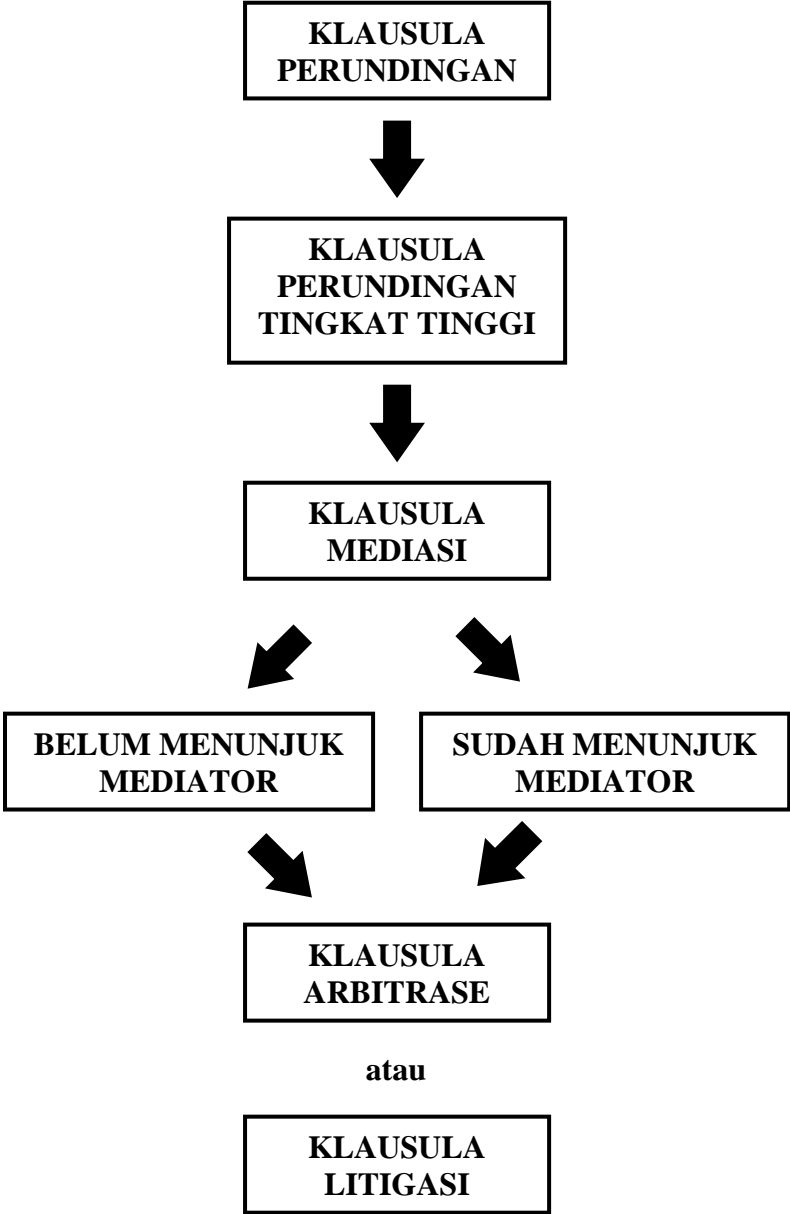 KLAUSULA
PERUNDINGAN
KLAUSULA
PERUNDINGAN
TINGKAT TINGGI
KLAUSULA
MEDIASI
BELUM MENUNJUK
MEDIATOR
SUDAH MENUNJUK
MEDIATOR
KLAUSULA
ARBITRASE
atau
KLAUSULA
LITIGASI